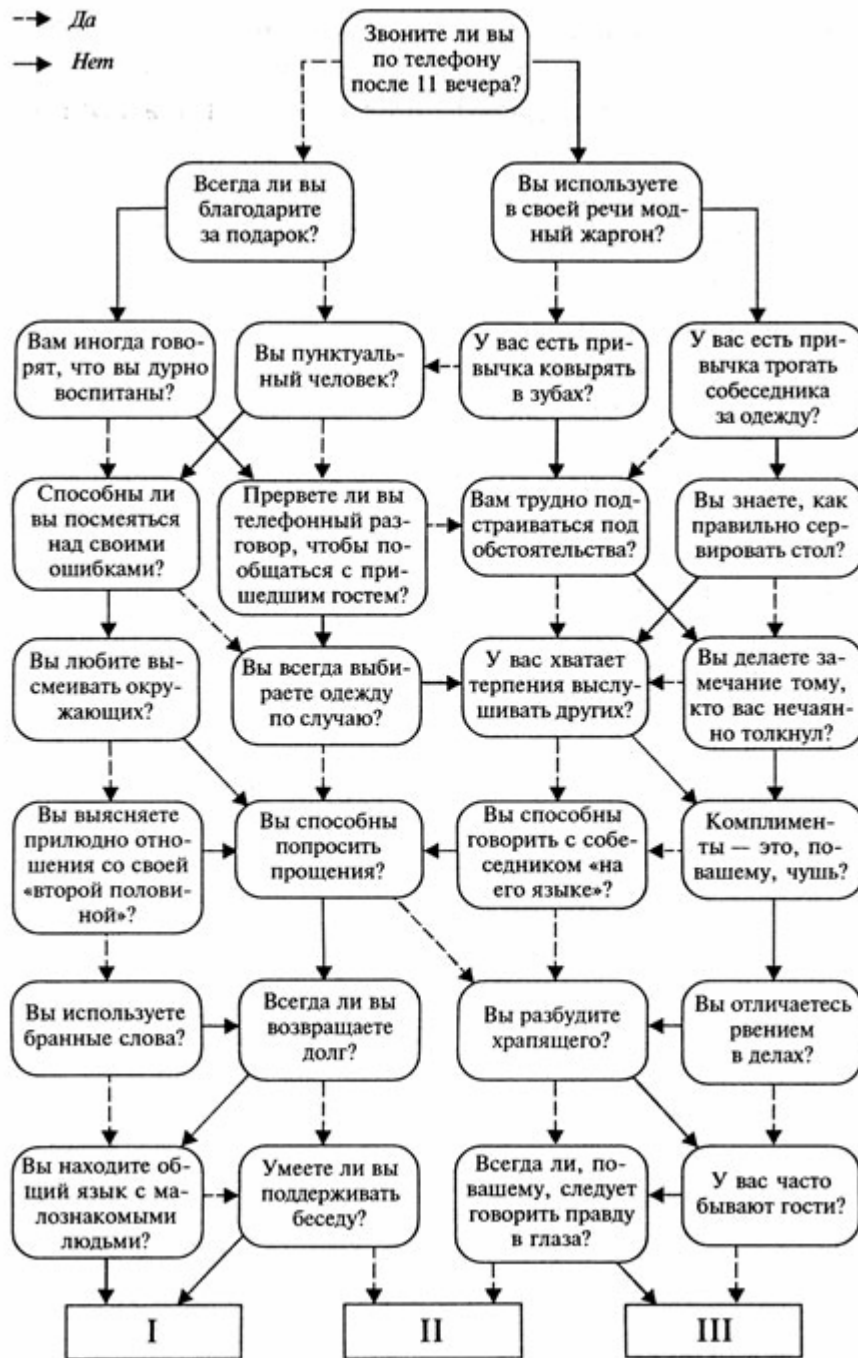 Да
Нет
Звоните ли вы
по телефону
после 11 вечера?
Всегда ли вы
благодарите
за подарок?
Вы используете
в своей речи мод-
ный жаргон?
Вам иногда гово-
рят, что вы дурно
воспитаны?
Вы пунктуаль-
ный человек?
У вас есть при-
вычка ковырять
в зубах?
У вас есть при-
вычка трогать
собеседника
за одежду?
Способны ли
вы посмеяться
над своими
ошибками?
Прервете ли вы
телефонный раз-
говор, чтобы по-
общаться с при-
шедшим гостем?
Вам трудно под-
страиваться под
обстоятельства?
Вы знаете, как
правильно сер-
вировать стол?
Вы любите вы-
смеивать окру-
жающих?
Вы всегда выби-
раете одежду
по случаю?
У вас хватает
терпения выслу-
шивать других?
Вы делаете за-
мечание тому,
кто вас нечаян-
но толкнул?
Вы выясняете
прилюдно отно-
шения со своей
«второй полови-
ной»?
Вы способны
попросить
прощения?
Вы способны
говорить с собе-
седником «на
его языке»?
Комплимен-
ты — это, по-
вашему, чушь?
Вы используете
бранные слова?
Всегда ли вы
возвращаете
долг?
Вы разбудите
храпящего?
Вы отличаетесь
рвением
в делах?
Вы находите об-
щий язык с ма-
лознакомыми
людьми?
Умеете ли вы
поддерживать
беседу?
Всегда ли, по-
вашему, следует
говорить правду
в глаза?
У вас часто
бывают гости?
I
II
III